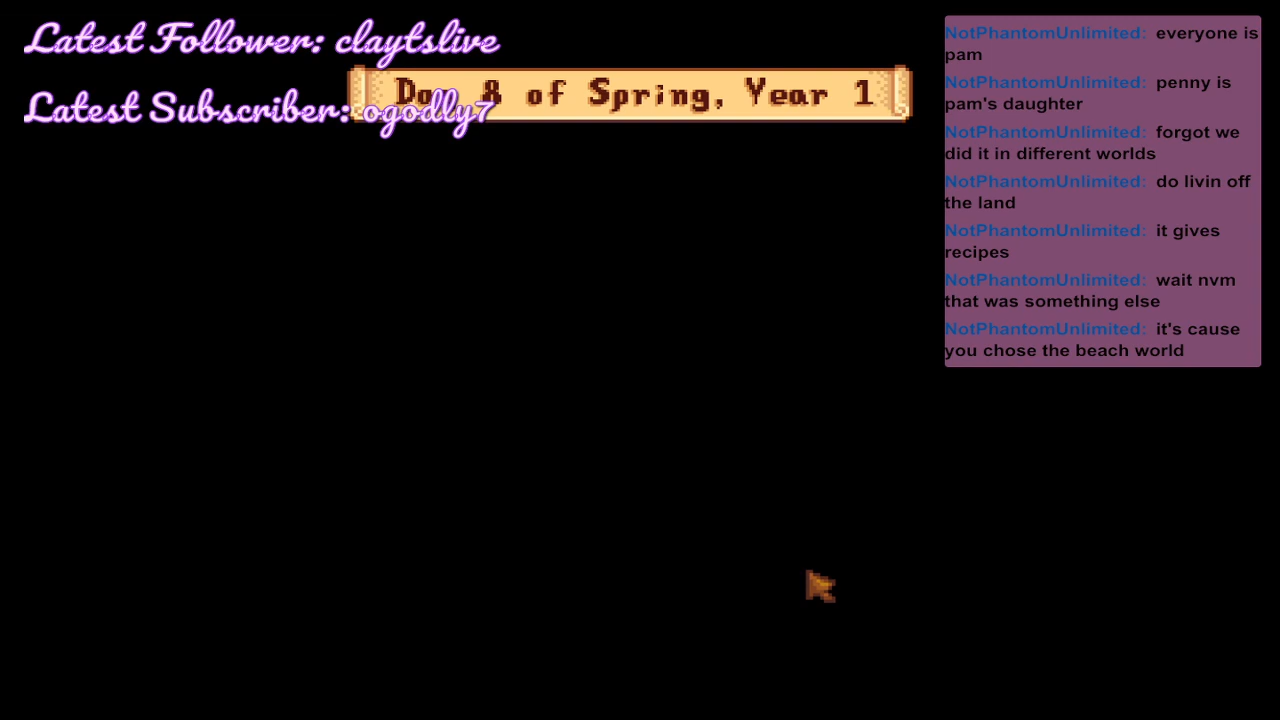 Latest Follower: claytslive
Day 8 of Spring, Year 1
Latest Subscriber: ogodly7
NotPhantomUnlimited: everyone is
pam
NotPhantomUnlimited: penny is
pam's daughter
NotPhantomUnlimited: forgot we
did it in different worlds
NotPhantomUnlimited: do livin off
the land
NotPhantomUnlimited: it gives
recipes
NotPhantomUnlimited: wait nvm
that was something else
NotPhantomUnlimited: it's cause
you chose the beach world